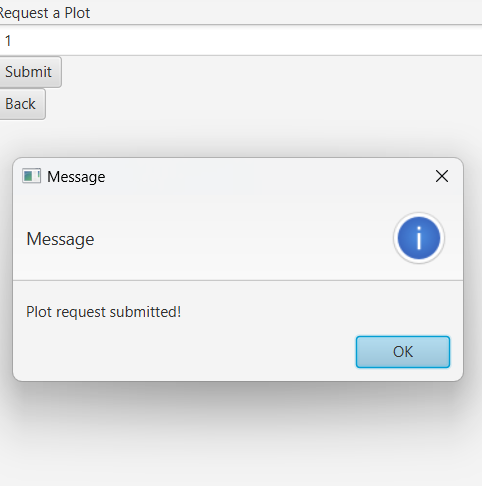 Request a Plot
1
Submit
Back
Message
Message
Plot request submitted!
OK